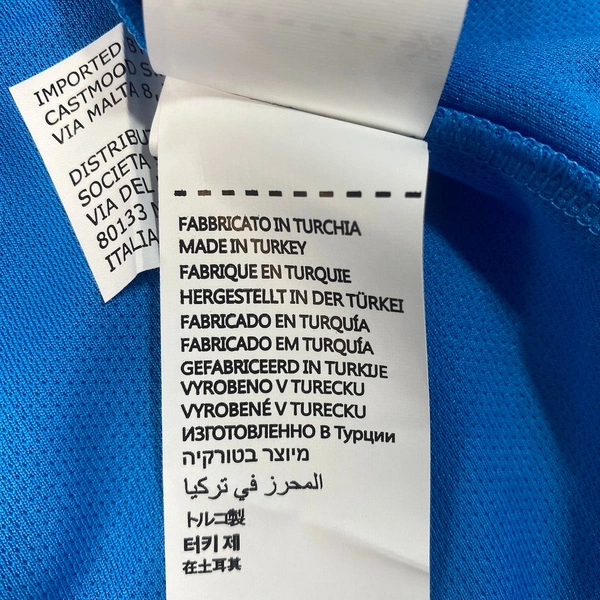 IMPORTED B
CASTMOOD S.
VIA MALTA 8,
DISTRIBUT
SOCIETA
VIA DEL
80133
ITALIA
FABBRICATO IN TURCHIA
MADE IN TURKEY
FABRIQUE EN TURQUIE
HERGESTELLT IN DER TÜRKEI
FABRICADO EN TURQUÍA
FABRICADO EM TURQUÍA
GEFABRICEERD IN TURKIJE
VYROBENO V TURECKU
VYROBENÉ V TURECKU
ИЗГОТОВЛЕННО В Турции
מיוצר בטורקיה
المحرز في تركيا
トルコ製
터키 제
在土耳其